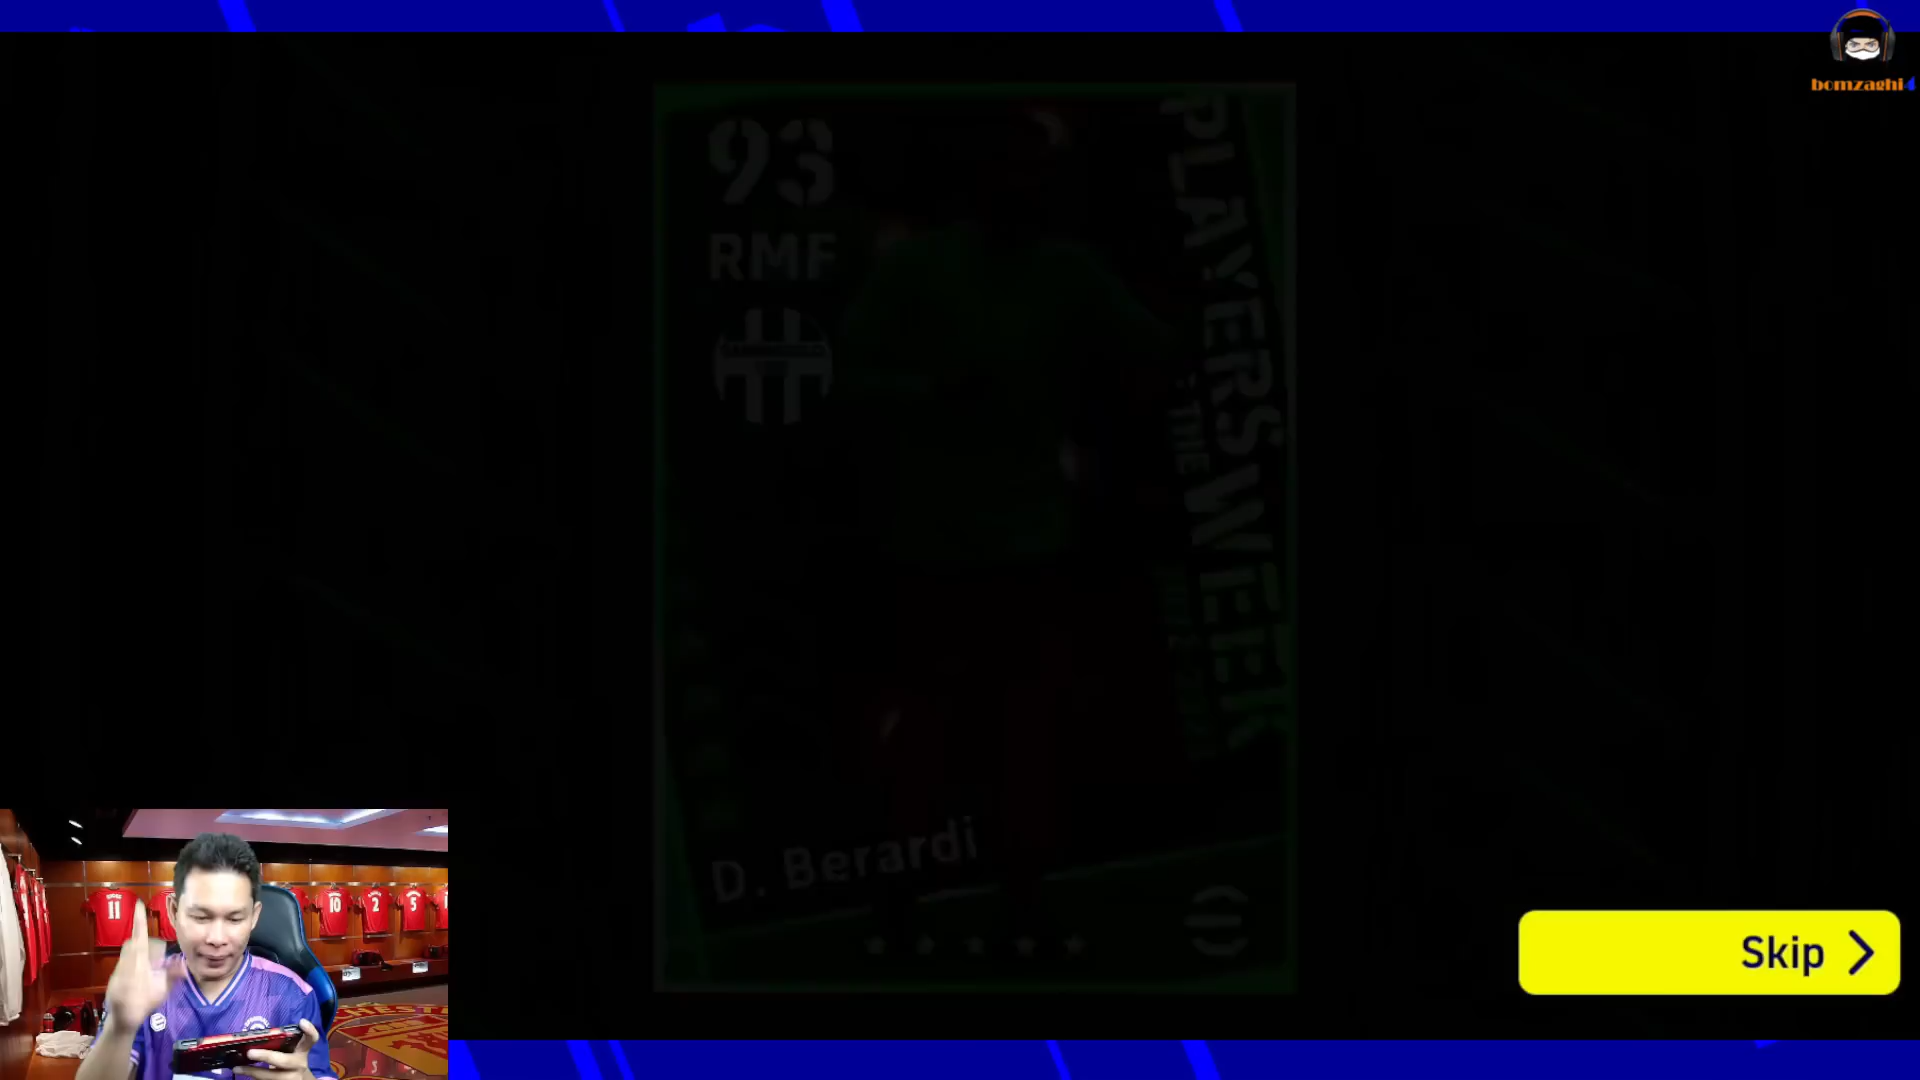 bomzaghi4
93
RMF
PLAYERS
THE
WEEK
D. Berardi
Skip
11
10
2
5